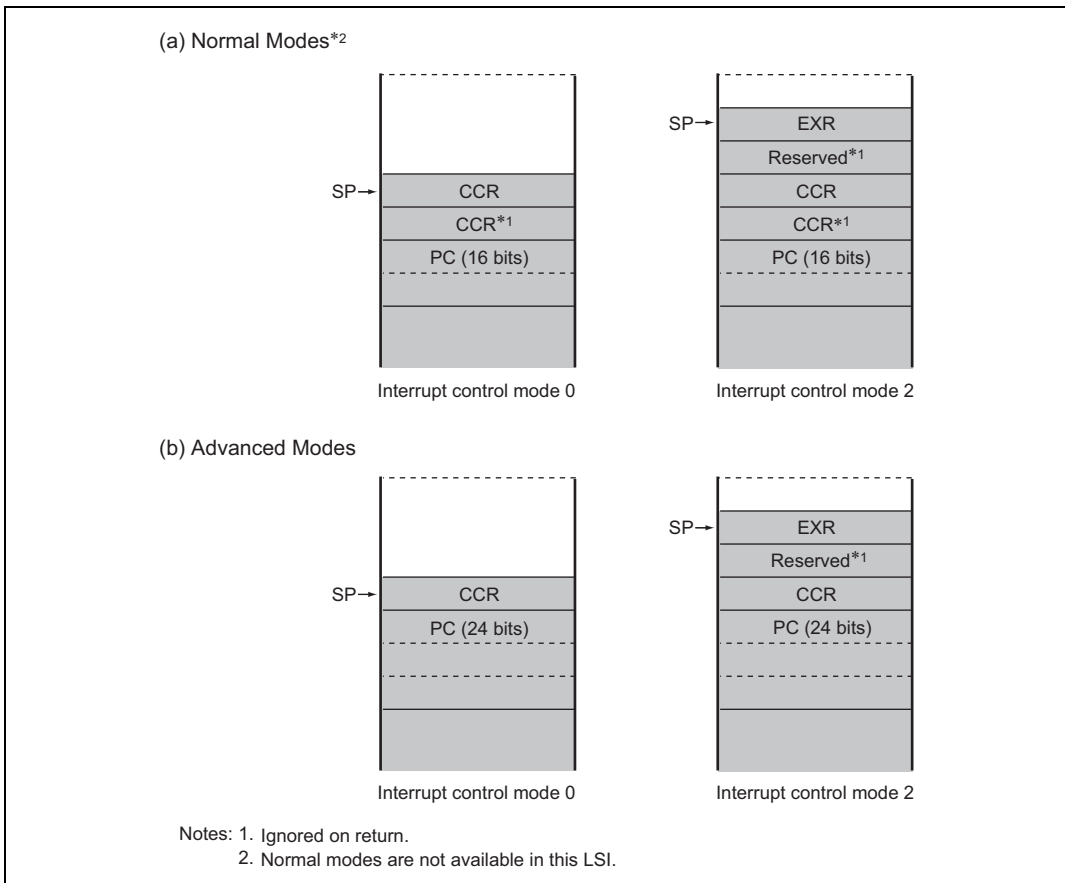 (a) Normal Modes*2
SP→ CCR
CCR*1
PC (16 bits)
Interrupt control mode 0
SP→ EXR
Reserved*1
CCR
CCR*1
PC (16 bits)
Interrupt control mode 2
(b) Advanced Modes
SP→ CCR
PC (24 bits)
Interrupt control mode 0
SP→ EXR
Reserved*1
CCR
PC (24 bits)
Interrupt control mode 2
Notes: 1. Ignored on return.
2. Normal modes are not available in this LSI.